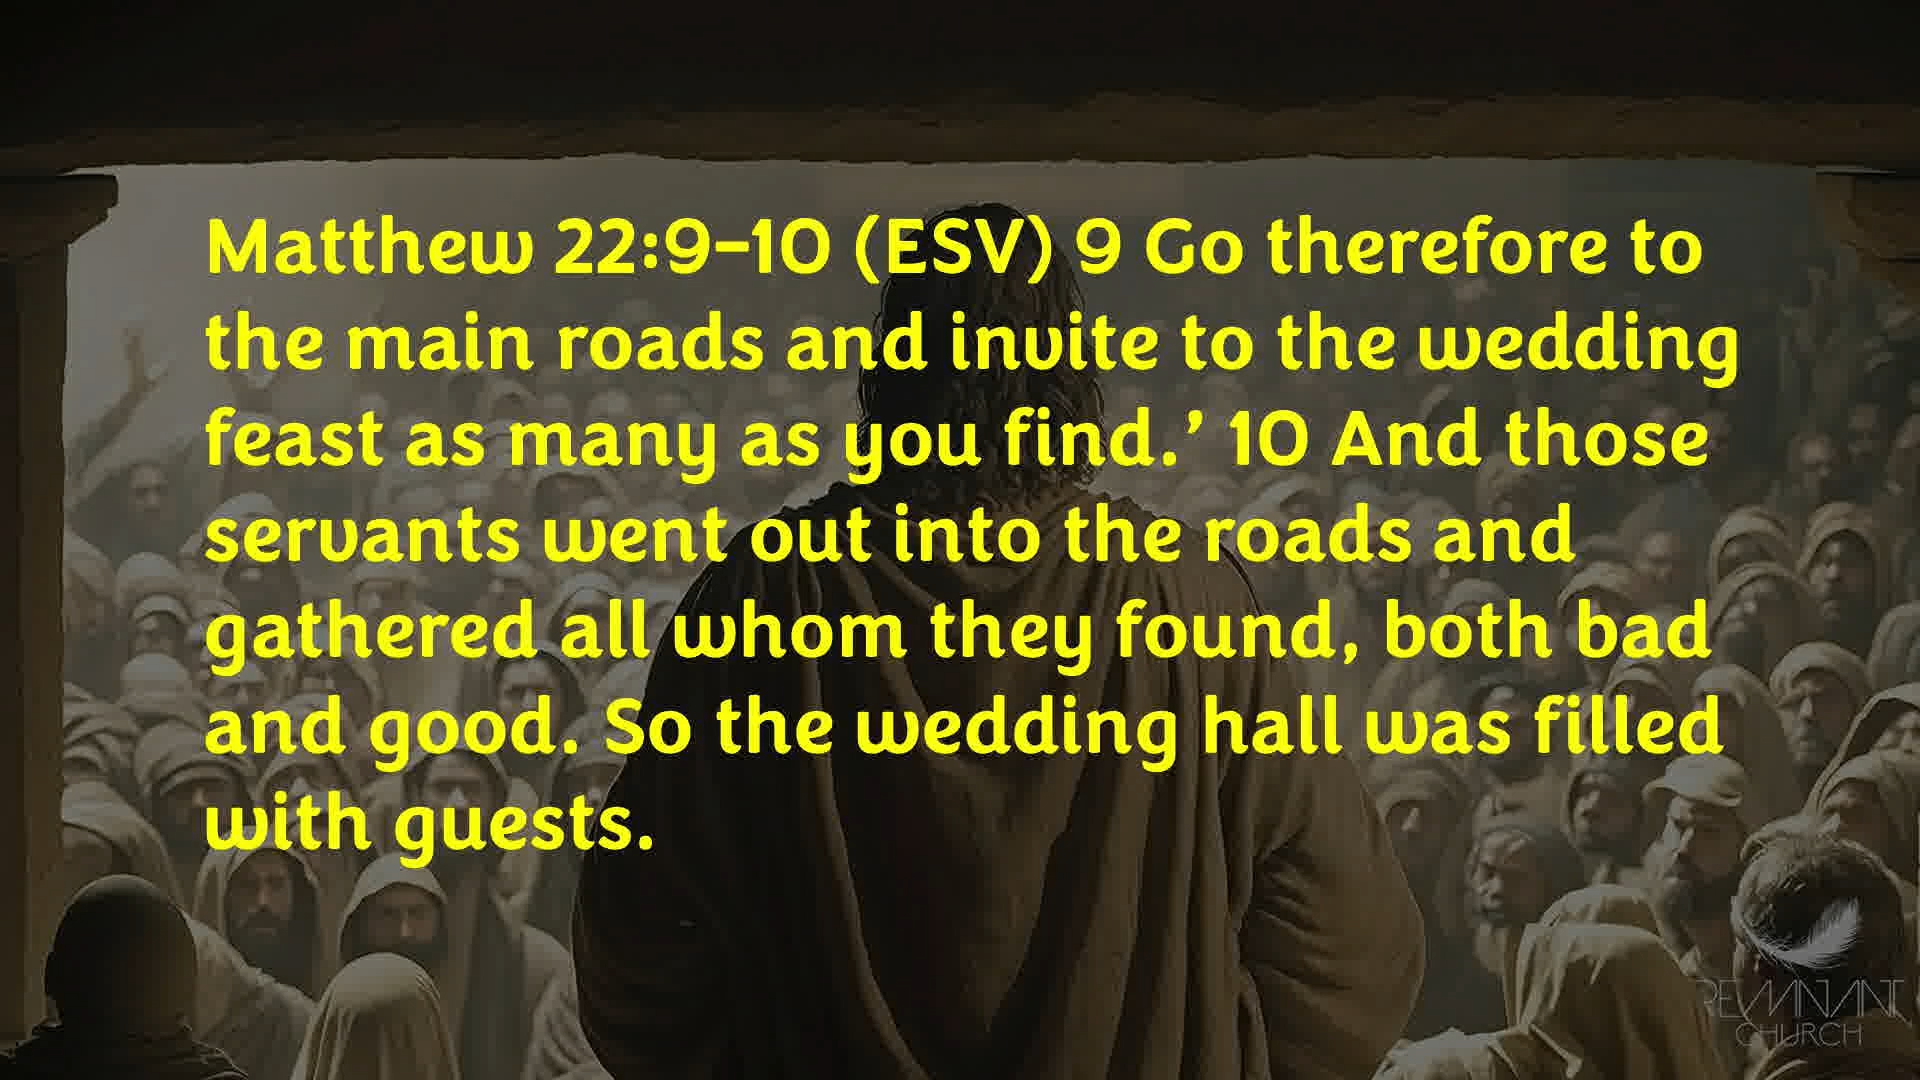 Matthew 22:9–10 (ESV) 9 Go therefore to
the main roads and invite to the wedding
feast as many as you find.’ 10 And those
servants went out into the roads and
gathered all whom they found, both bad
and good. So the wedding hall was filled
with guests.
REMNANT
CHURCH